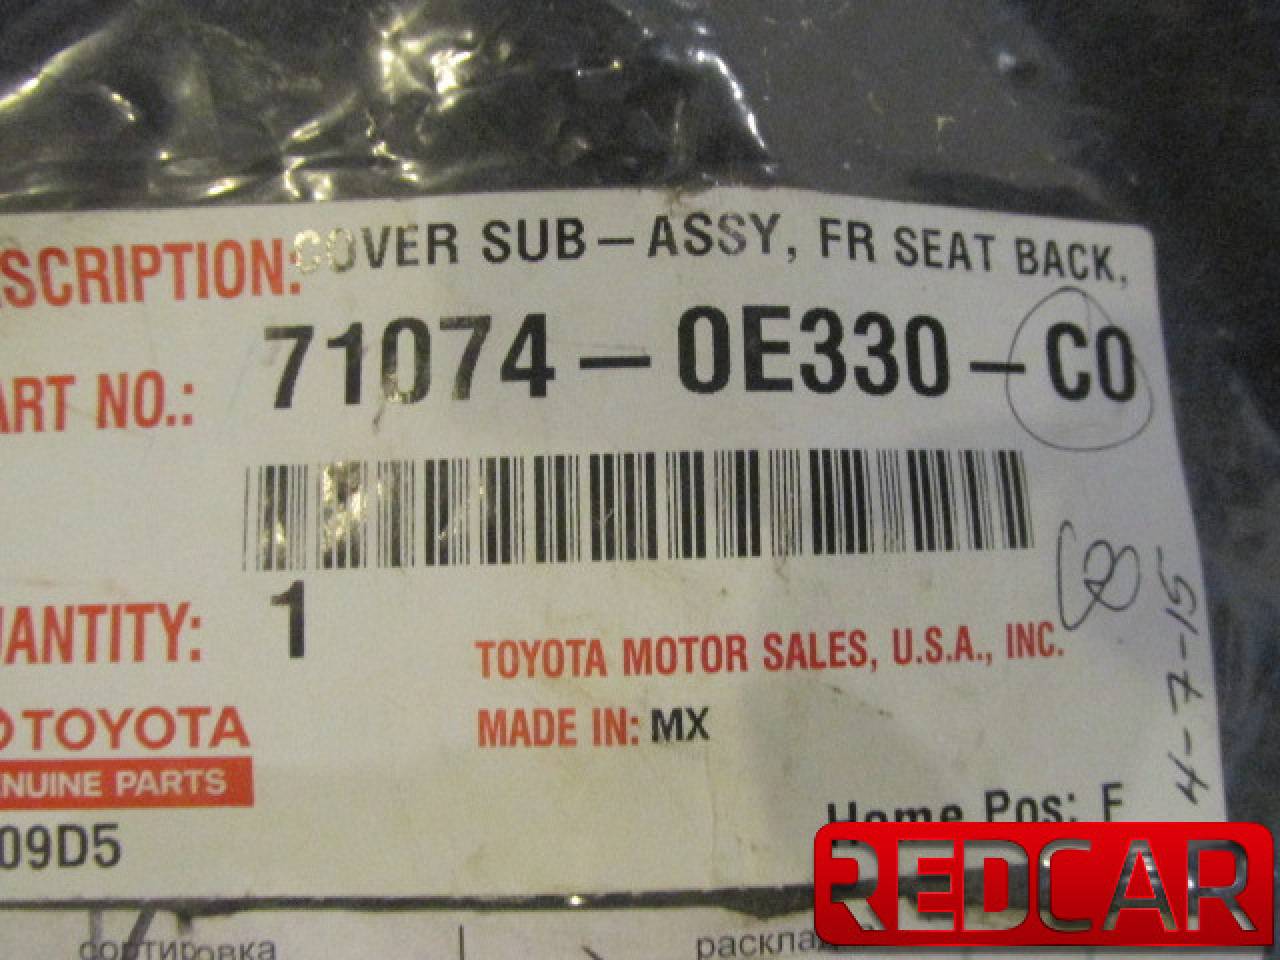 SCRIPTION: COVER SUB-ASSY, FR SEAT BACK,
ART NO.: 71074-0E330-C0
UANTITY: 1
TOYOTA MOTOR SALES, U.S.A., INC.
MADE IN: MX
TOYOTA
NUINE PARTS
09D5
Home Pos: F
4-7-15
REDCAR
сортировка
расклад